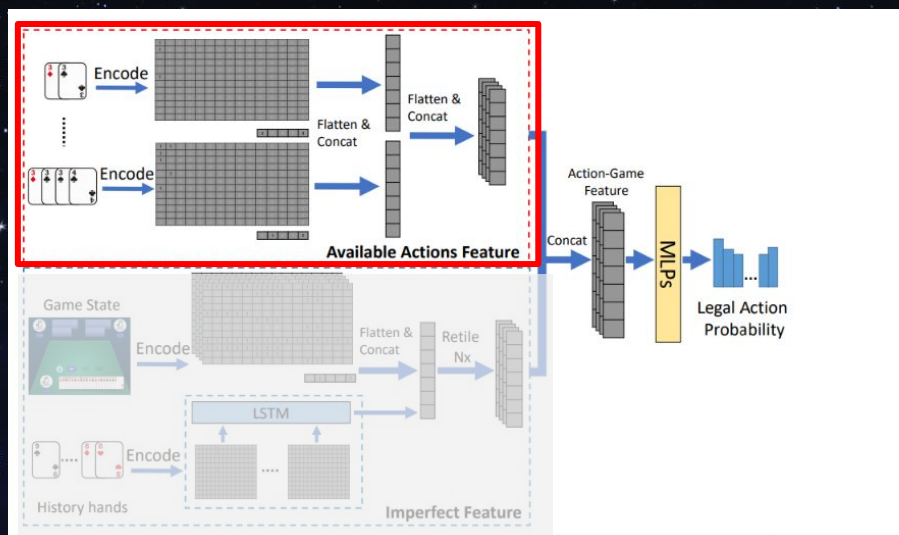 Encode
Flatten &
Concat
Encode
Flatten &
Concat
Available Actions Feature
Action-Game
Feature
Concat
MLPs
Legal Action
Probability
Game State
Encode
Flatten &
Concat
Retile
Nx
LSTM
Encode
History hands
Imperfect Feature